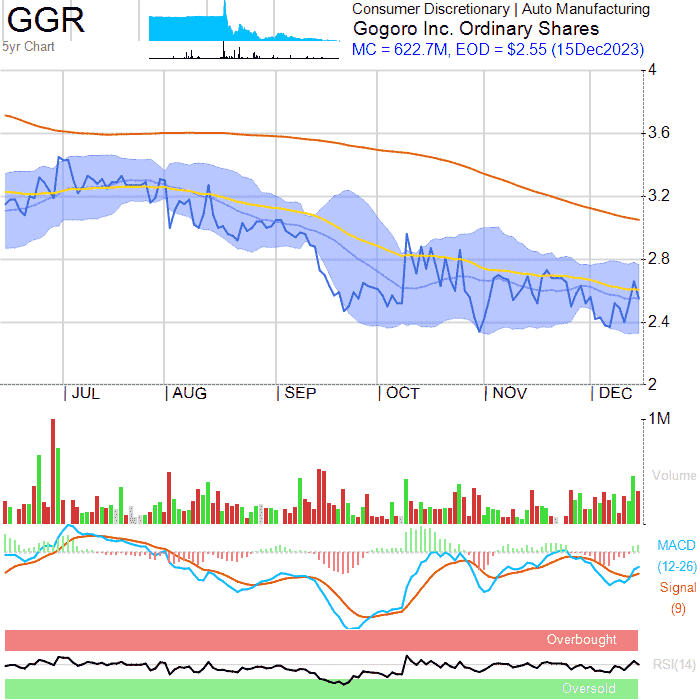 GGR
5yr Chart
Consumer Discretionary | Auto Manufacturing
Gogoro Inc. Ordinary Shares
MC = 622.7M, EOD = $2.55 (15Dec2023)
4
3.6
3.2
2.8
2.4
2
JUL AUG SEP OCT NOV DEC
1M
Volume
MACD
(12-26)
Signal
(9)
Overbought
RSI(14)
Oversold